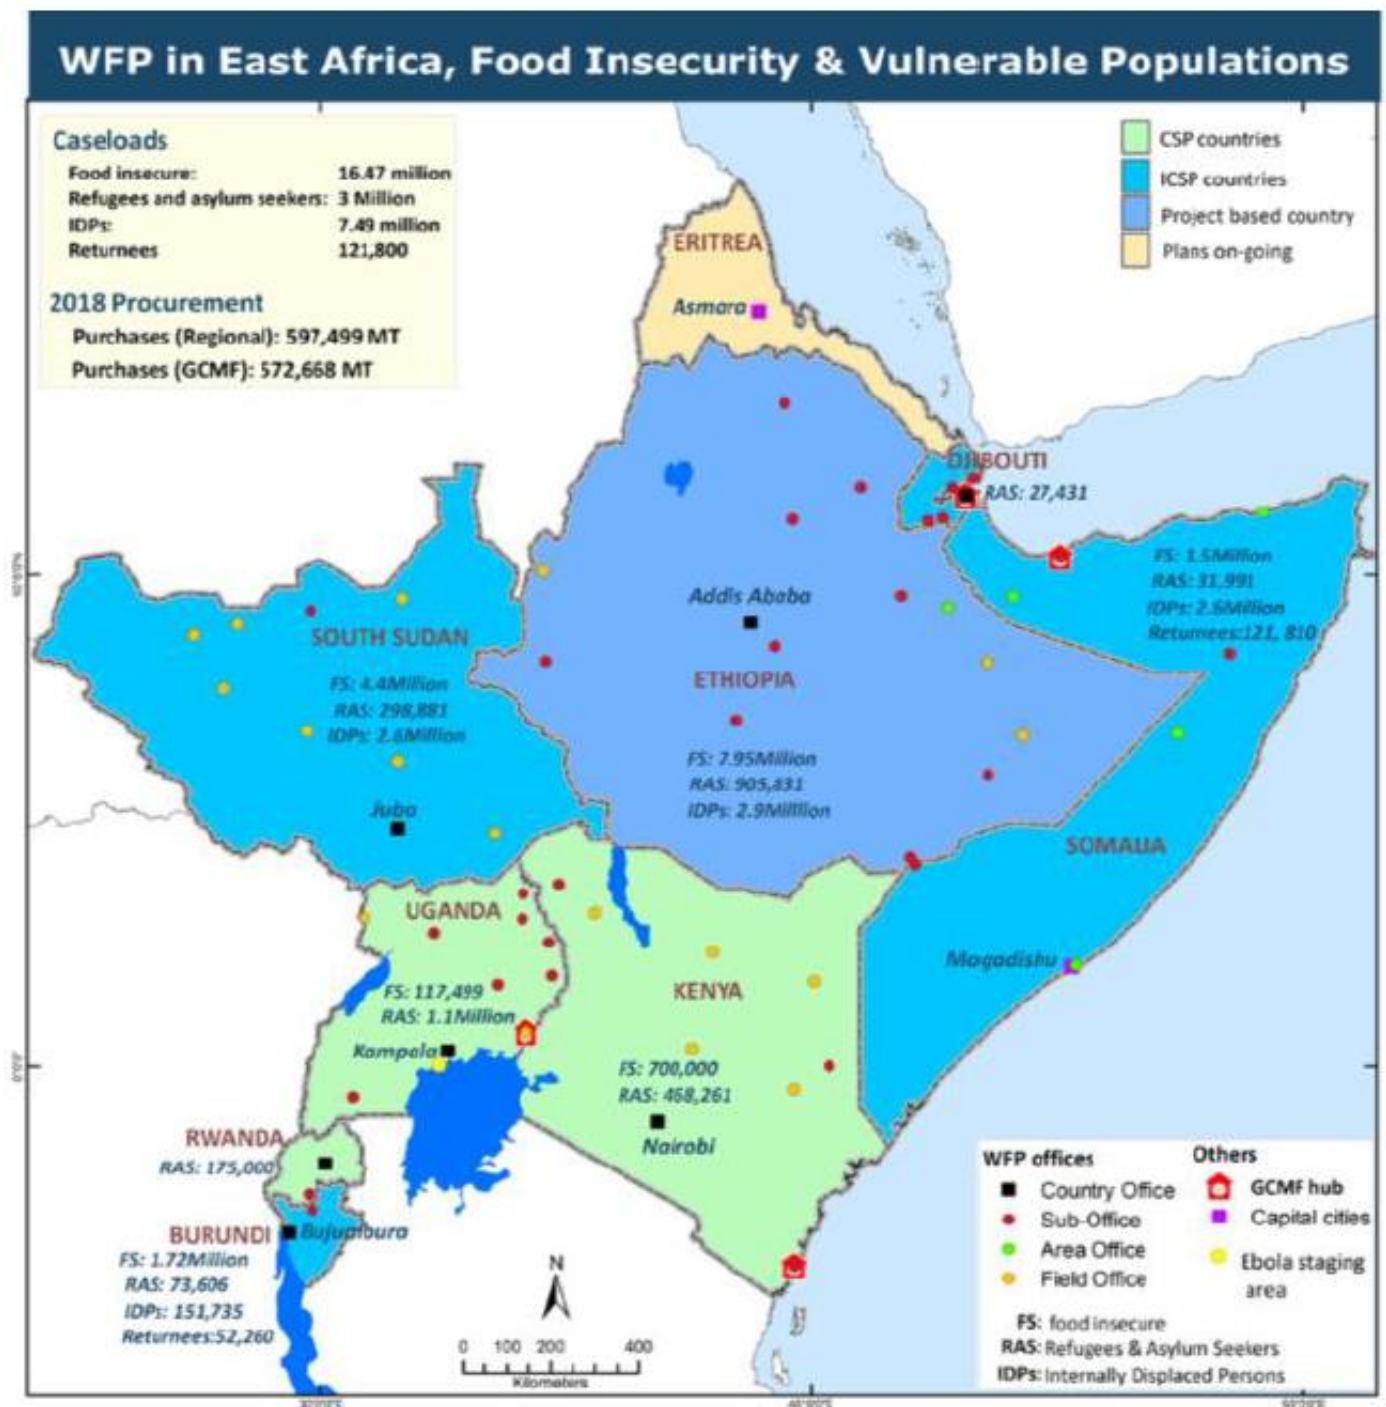 WFP in East Africa, Food Insecurity & Vulnerable Populations
Caseloads
Food insecure: 16.47 million
Refugees and asylum seekers: 3 Million
IDPs: 7.49 million
Returnees 121,800
2018 Procurement
Purchases (Regional): 597,499 MT
Purchases (GCMF): 572,668 MT
CSP countries
ICSP countries
Project based country
Plans on-going
ERITREA
Asmara
DJIBOUTI
RAS: 27,431
FS: 1.5Million
RAS: 31,991
IDPs: 2.6Million
Returnees:121, 810
SOUTH SUDAN
FS: 4.4Million
RAS: 298,881
IDPs: 2.6Million
Juba
Addis Ababa
ETHIOPIA
FS: 7.95Million
RAS: 905,831
IDPs: 2.9Milllion
SOMALIA
Mogadishu
UGANDA
FS: 117,499
RAS: 1.1Million
Kampala
KENYA
FS: 700,000
RAS: 468,261
Nairobi
RWANDA
RAS: 175,000
BURUNDI
Bujumbura
FS: 1.72Million
RAS: 73,606
IDPs: 151,735
Returnees:52,260
N
0 100 200 400
Kilometers
WFP offices
Country Office
Sub-Office
Area Office
Field Office
Others
GCMF hub
Capital cities
Ebola staging
area
FS: food insecure
RAS: Refugees & Asylum Seekers
IDPs: Internally Displaced Persons